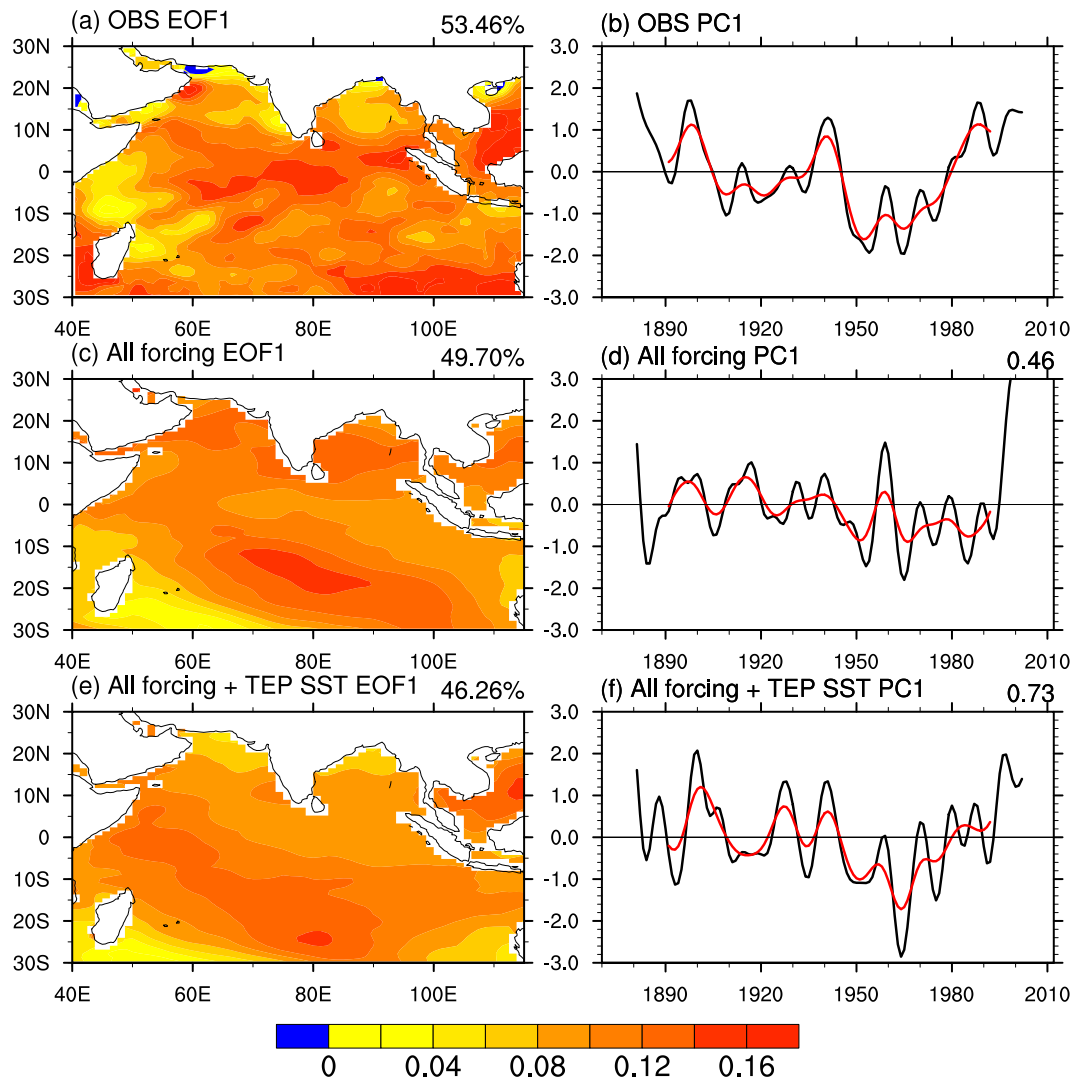 (a) OBS EOF1 53.46% (b) OBS PC1
30N 3.0
20N 2.0
10N 1.0
0 0.0
10S -1.0
20S -2.0
30S -3.0
40E 60E 80E 100E 1890 1920 1950 1980 2010
(c) All forcing EOF1 49.70% (d) All forcing PC1 0.46
30N 3.0
20N 2.0
10N 1.0
0 0.0
10S -1.0
20S -2.0
30S -3.0
40E 60E 80E 100E 1890 1920 1950 1980 2010
(e) All forcing + TEP SST EOF1 46.26% (f) All forcing + TEP SST PC1 0.73
30N 3.0
20N 2.0
10N 1.0
0 0.0
10S -1.0
20S -2.0
30S -3.0
40E 60E 80E 100E 1890 1920 1950 1980 2010
0 0.04 0.08 0.12 0.16